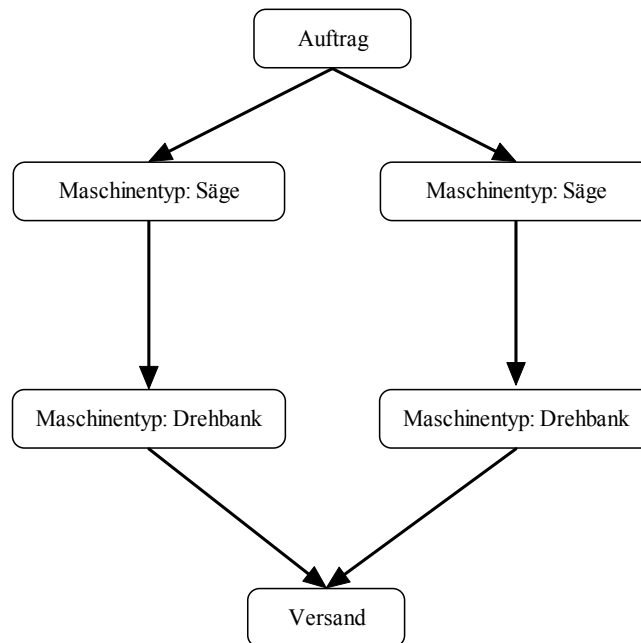 Auftrag
Maschinentyp: Säge
Maschinentyp: Säge
Maschinentyp: Drehbank
Maschinentyp: Drehbank
Versand